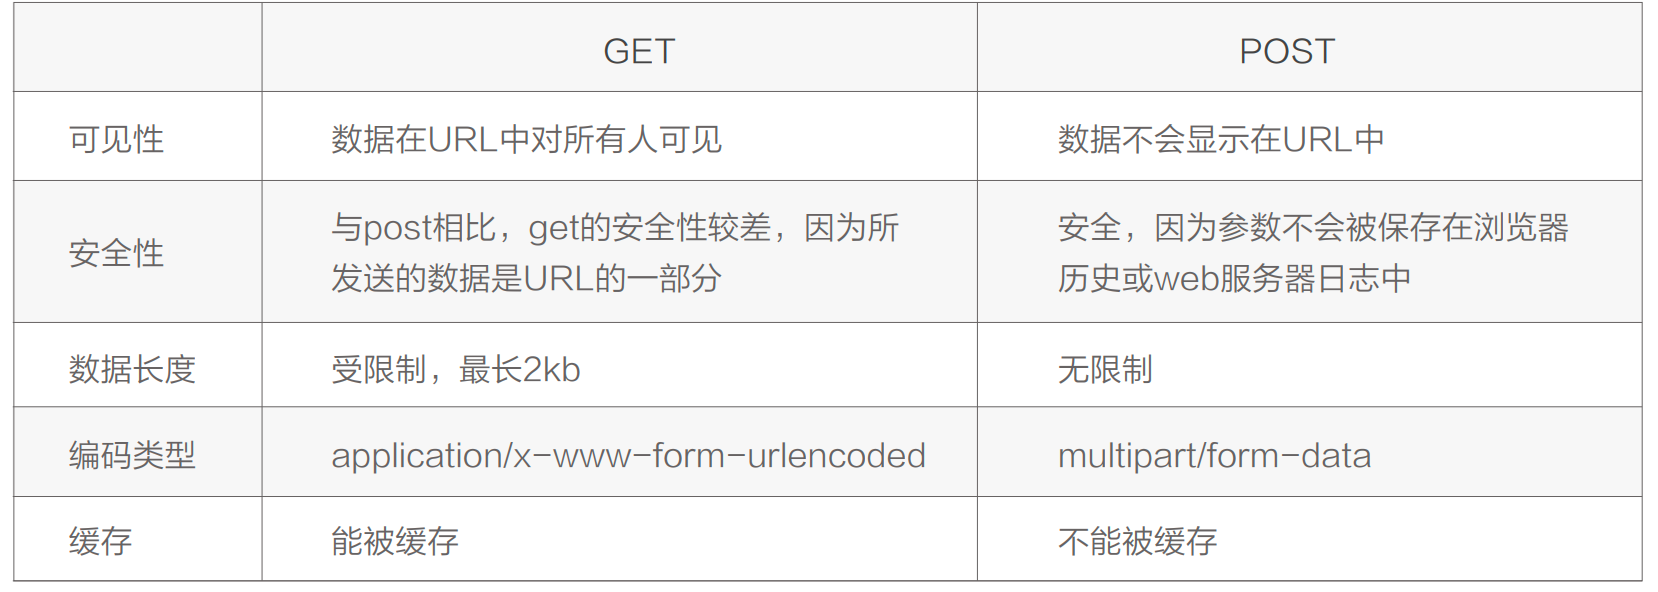 GET POST
可见性 数据在URL中对所有人可见 数据不会显示在URL中
与post相比，get的安全性较差，因为所 安全，因为参数不会被保存在浏览器
安全性
发送的数据是URL的一部分 历史或web服务器日志中
数据长度 受限制，最长2kb 无限制
编码类型 application/x-www-form-urlencoded multipart/form-data
缓存 能被缓存 不能被缓存